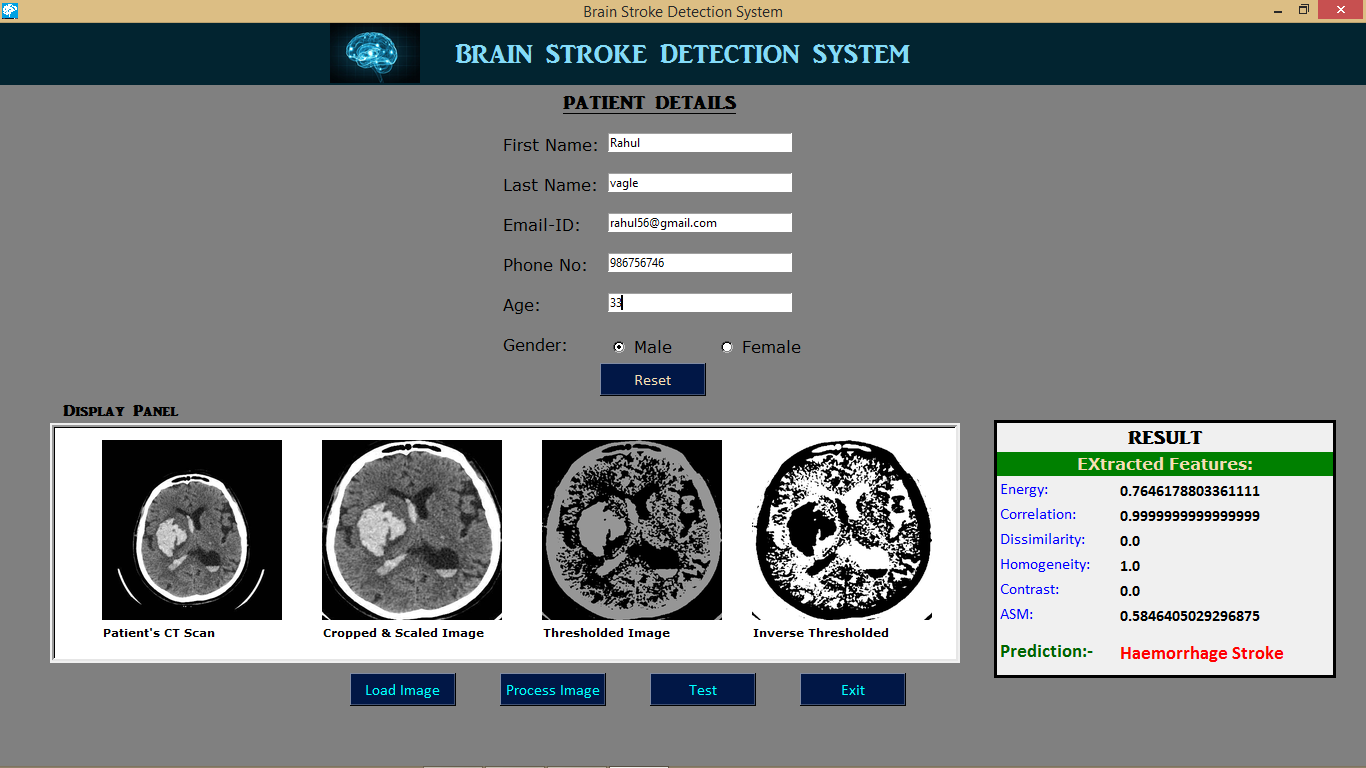 Brain Stroke Detection System
Brain Stroke Detection System
PATIENT DETAILS
First Name: Rahul
Last Name: vagle
Email-ID: rahul56@gmail.com
Phone No: 986756746
Age: 33
Gender: Male Female
Reset
Display Panel
Patient's CT Scan Cropped & Scaled Image Thresholded Image Inverse Thresholded
RESULT
EXtracted Features:
Energy: 0.7646178803361111
Correlation: 0.9999999999999999
Dissimilarity: 0.0
Homogeneity: 1.0
Contrast: 0.0
ASM: 0.5846405029296875
Prediction:- Haemorrhage Stroke
Load Image Process Image Test Exit